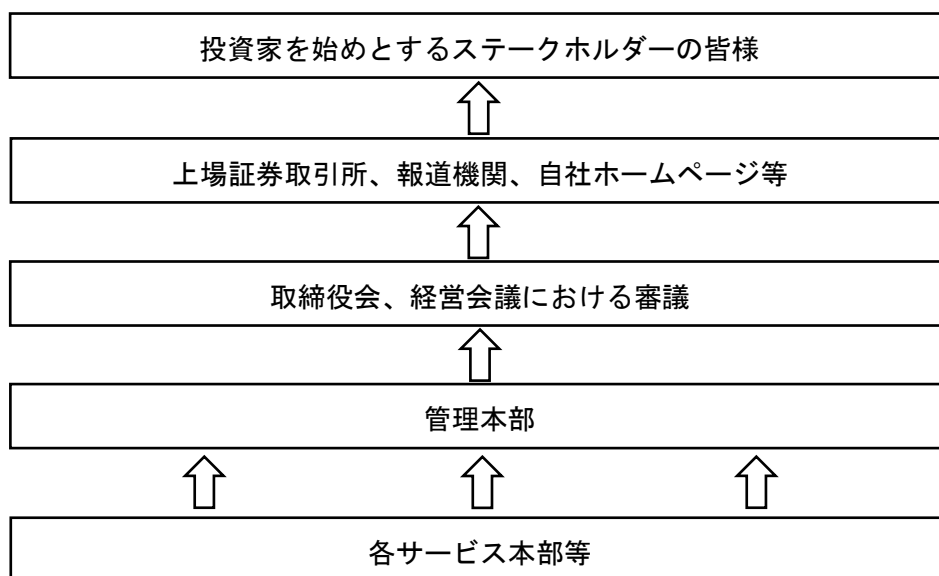 投資家を始めとするステークホルダーの皆様
上場証券取引所、報道機関、自社ホームページ等
取締役会、経営会議における審議
管理本部
各サービス本部等